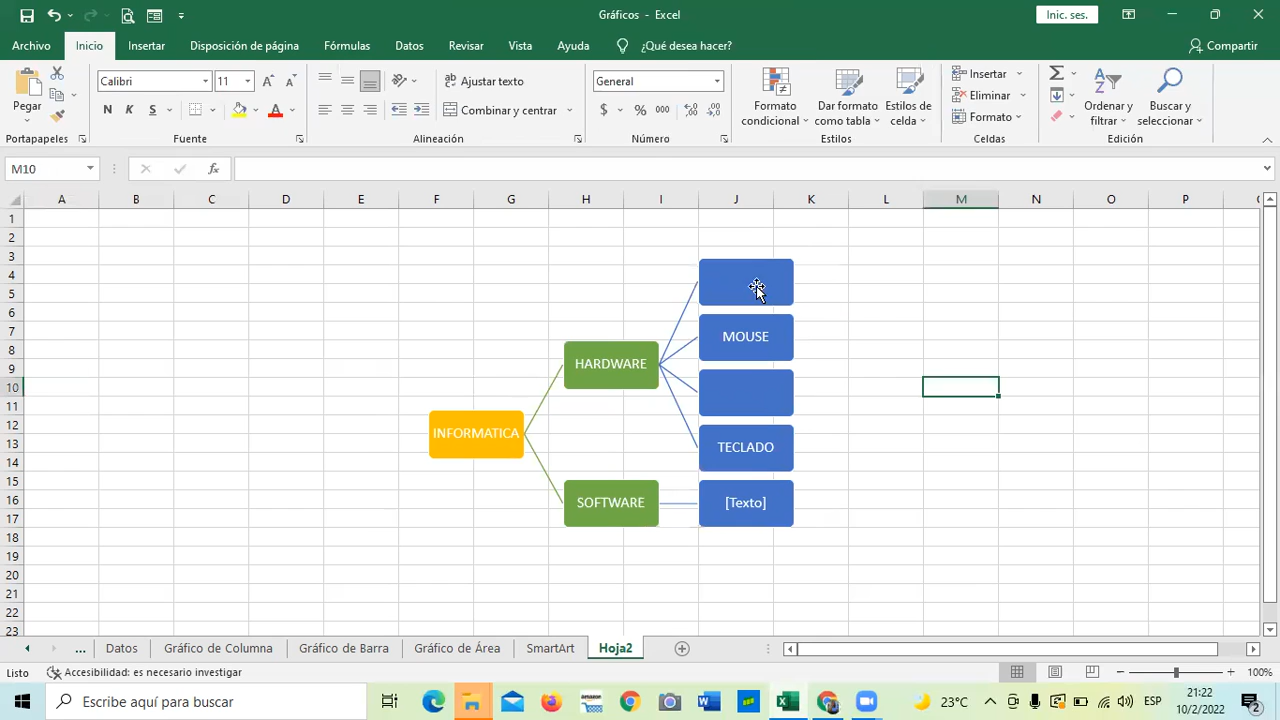 Gráficos - Excel
Inic. ses.
Archivo Inicio Insertar Disposición de página Fórmulas Datos Revisar Vista Ayuda ¿Qué desea hacer? Compartir
Pegar
Calibri 11
N K S
Ajustar texto
Combinar y centrar
General
$ % 000
Formato condicional
Dar formato como tabla
Estilos de celda
Insertar
Eliminar
Formato
Ordenar y filtrar
Buscar y seleccionar
Portapapeles Fuente Alineación Número Estilos Celdas Edición
M10 fx
A B C D E F G H I J K L M N O P
1
2
3
4
5
6
7
8
9
10
11
12
13
14
15
16
17
18
19
20
21
22
23
MOUSE
HARDWARE
INFORMATICA
TECLADO
SOFTWARE
[Texto]
... Datos Gráfico de Columna Gráfico de Barra Gráfico de Área SmartArt Hoja2
Listo Accesibilidad: es necesario investigar 100%
Escribe aquí para buscar
amazon
23°C ESP 21:22
10/2/2022 2